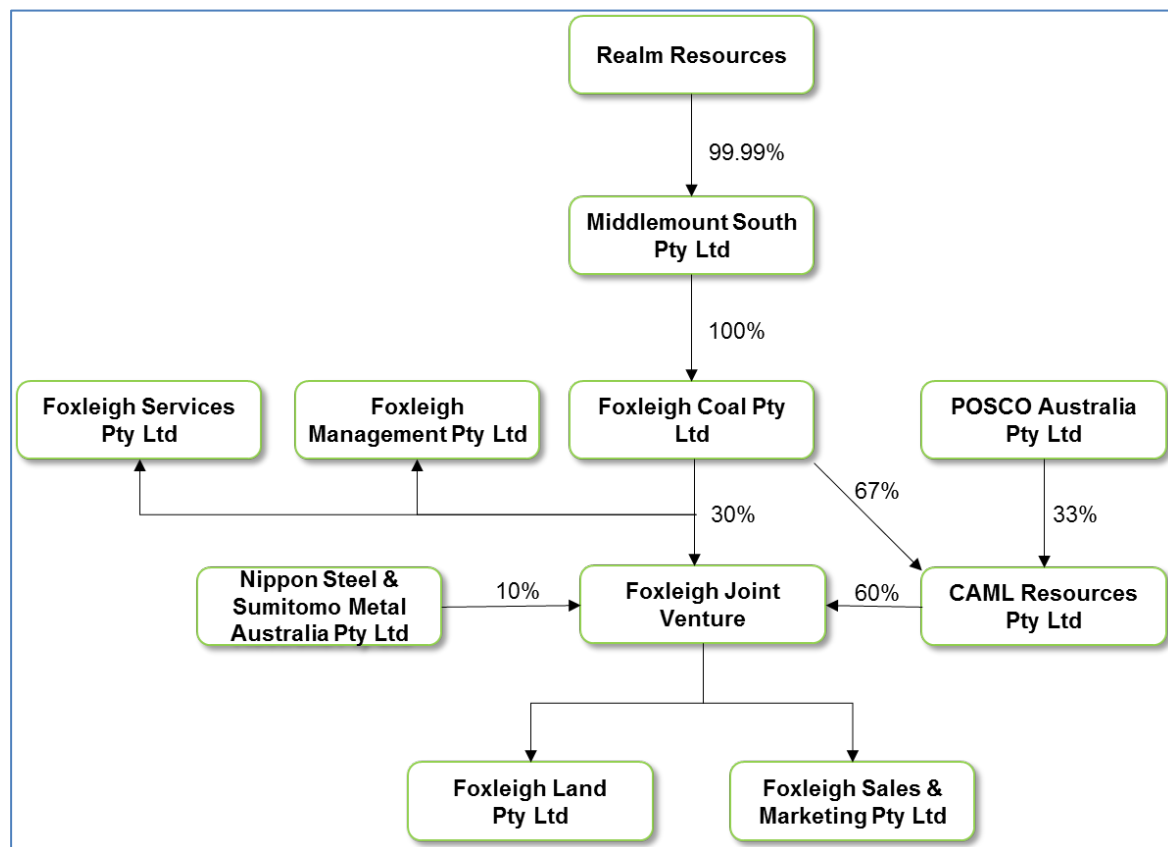 Realm Resources
99.99%
Middlemount South
Pty Ltd
100%
Foxleigh Services
Pty Ltd
Foxleigh
Management Pty Ltd
Foxleigh Coal Pty
Ltd
POSCO Australia
Pty Ltd
67%
30%
33%
Nippon Steel &
Sumitomo Metal
Australia Pty Ltd
10%
Foxleigh Joint
Venture
60%
CAML Resources
Pty Ltd
Foxleigh Land
Pty Ltd
Foxleigh Sales &
Marketing Pty Ltd